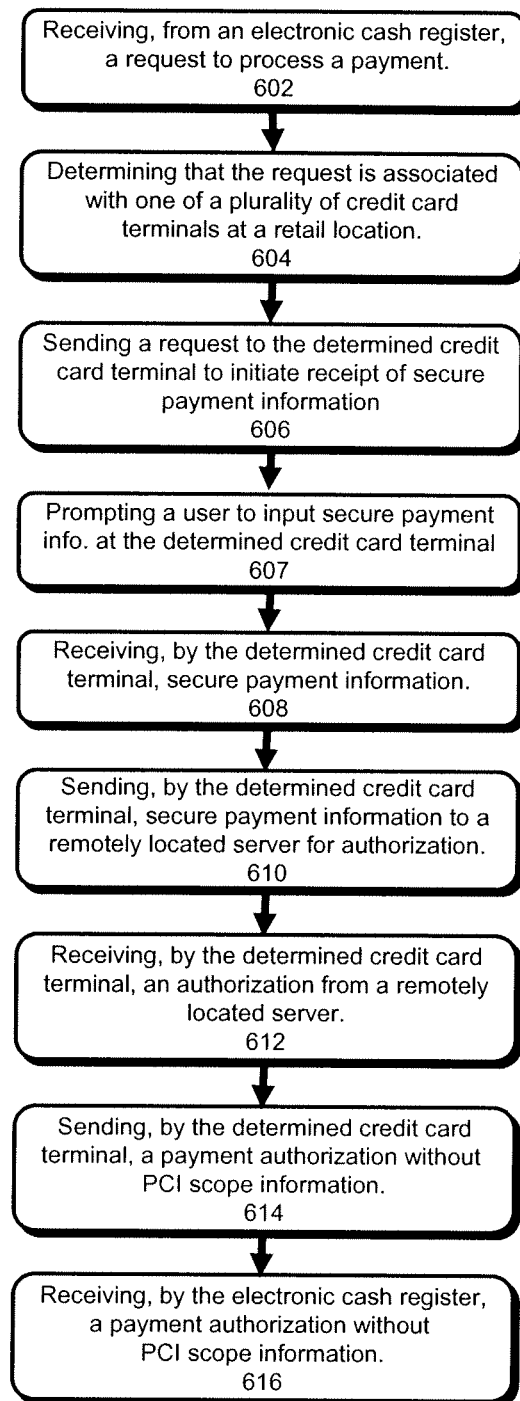 Receiving, from an electronic cash register,
a request to process a payment.
602
Determining that the request is associated
with one of a plurality of credit card
terminals at a retail location.
604
Sending a request to the determined credit
card terminal to initiate receipt of secure
payment information
606
Prompting a user to input secure payment
info. at the determined credit card terminal
607
Receiving, by the determined credit card
terminal, secure payment information.
608
Sending, by the determined credit card
terminal, secure payment information to a
remotely located server for authorization.
610
Receiving, by the determined credit card
terminal, an authorization from a remotely
located server.
612
Sending, by the determined credit card
terminal, a payment authorization without
PCI scope information.
614
Receiving, by the electronic cash register,
a payment authorization without
PCI scope information.
616